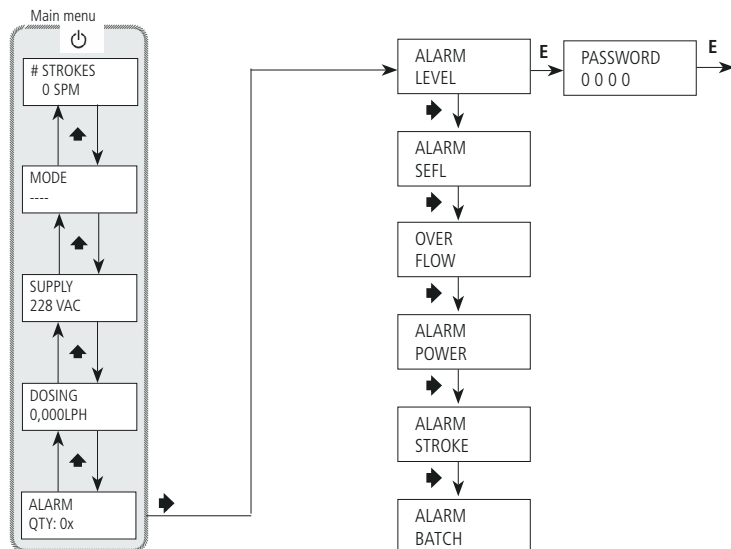 Main menu
# STROKES
0 SPM
MODE
----
SUPPLY
228 VAC
DOSING
0,000LPH
ALARM
QTY: 0x
ALARM
LEVEL
E
PASSWORD
0 0 0 0
E
ALARM
SEFL
OVER
FLOW
ALARM
POWER
ALARM
STROKE
ALARM
BATCH